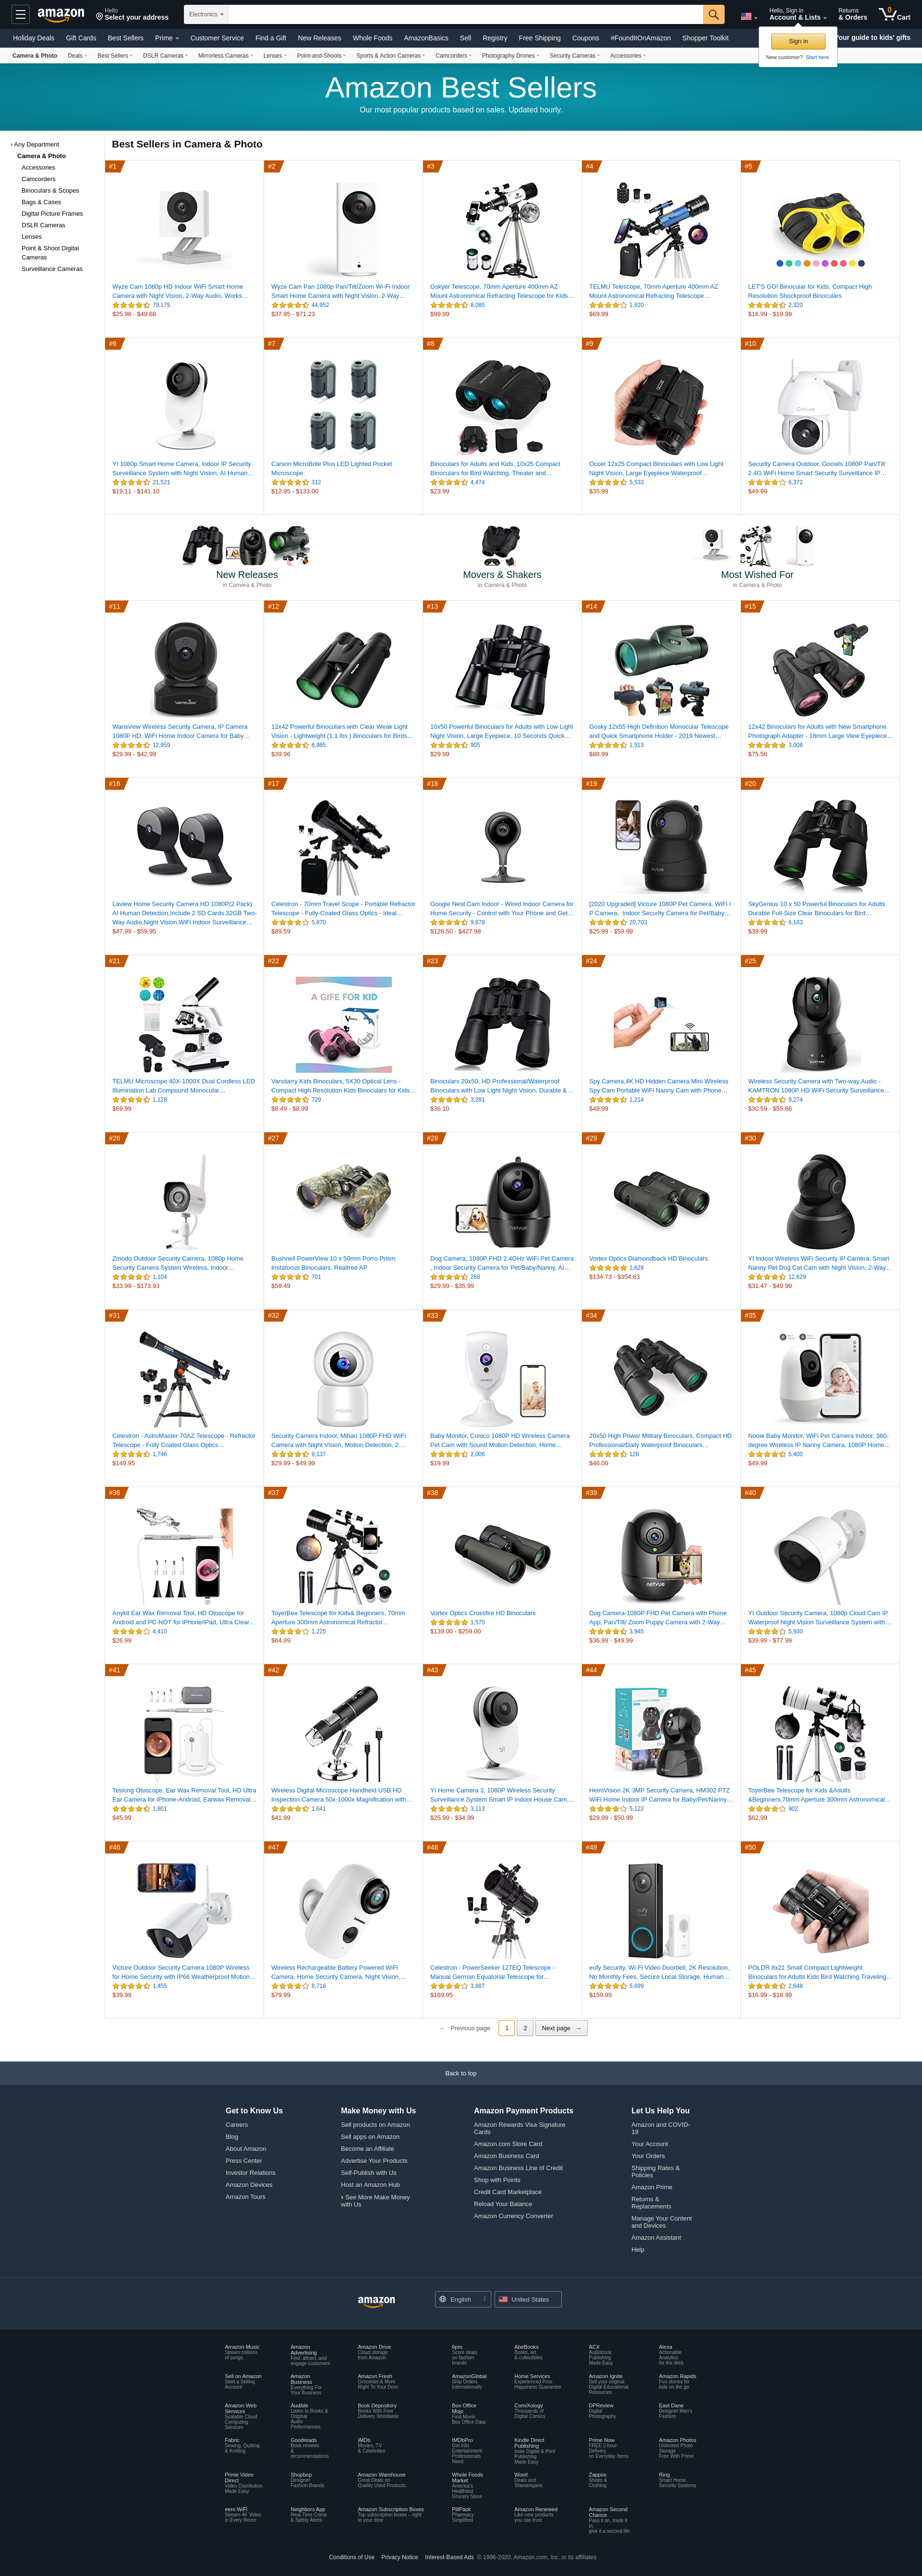 amazon
Hello
Select your address
Electronics
Hello, Sign in
Account & Lists
Returns
& Orders
0
Cart
Holiday Deals
Gift Cards
Best Sellers
Prime
Customer Service
Find a Gift
New Releases
Whole Foods
AmazonBasics
Sell
Registry
Free Shipping
Coupons
#FoundItOnAmazon
Shopper Toolkit
Your guide to kids' gifts
Sign in
New customer? Start here.
Camera & Photo
Deals
Best Sellers
DSLR Cameras
Mirrorless Cameras
Lenses
Point-and-Shoots
Sports & Action Cameras
Camcorders
Photography Drones
Security Cameras
Accessories
Amazon Best Sellers
Our most popular products based on sales. Updated hourly.
‹ Any Department
Camera & Photo
Accessories
Camcorders
Binoculars & Scopes
Bags & Cases
Digital Picture Frames
DSLR Cameras
Lenses
Point & Shoot Digital
Cameras
Surveillance Cameras
Best Sellers in Camera & Photo
#1
Wyze Cam 1080p HD Indoor WiFi Smart Home
Camera with Night Vision, 2-Way Audio, Works…
79,175
$25.98 - $49.68
#2
Wyze Cam Pan 1080p Pan/Tilt/Zoom Wi-Fi Indoor
Smart Home Camera with Night Vision, 2-Way…
44,952
$37.95 - $71.23
#3
Gskyer Telescope, 70mm Aperture 400mm AZ
Mount Astronomical Refracting Telescope for Kids…
8,085
$99.99
#4
TELMU Telescope, 70mm Aperture 400mm AZ
Mount Astronomical Refracting Telescope…
1,920
$69.99
#5
LET'S GO! Binocular for Kids, Compact High
Resolution Shockproof Binoculars
2,320
$16.99 - $19.99
#6
YI 1080p Smart Home Camera, Indoor IP Security
Surveillance System with Night Vision, AI Human…
21,521
$19.11 - $141.10
#7
Carson MicroBrite Plus LED Lighted Pocket
Microscope
312
$12.95 - $133.00
#8
Binoculars for Adults and Kids, 10x25 Compact
Binoculars for Bird Watching, Theater and…
4,474
$23.99
#9
Occer 12x25 Compact Binoculars with Low Light
Night Vision, Large Eyepiece Waterproof…
5,533
$35.99
#10
Security Camera Outdoor, Goowls 1080P Pan/Tilt
2.4G WiFi Home Smart Security Surveillance IP…
6,372
$49.99
New Releases
in Camera & Photo
Movers & Shakers
in Camera & Photo
Most Wished For
in Camera & Photo
#11
Wansview Wireless Security Camera, IP Camera
1080P HD, WiFi Home Indoor Camera for Baby…
12,959
$29.99 - $42.99
#12
12x42 Powerful Binoculars with Clear Weak Light
Vision - Lightweight (1.1 lbs.) Binoculars for Birds…
6,985
$39.96
#13
10x50 Powerful Binoculars for Adults with Low Light
Night Vision, Large Eyepiece, 10 Seconds Quick…
905
$29.99
#14
Gosky 12x55 High Definition Monocular Telescope
and Quick Smartphone Holder - 2019 Newest…
1,913
$88.99
#15
12x42 Binoculars for Adults with New Smartphone
Photograph Adapter - 18mm Large View Eyepiece…
3,008
$75.56
#16
Laview Home Security Camera HD 1080P(2 Pack)
AI Human Detection,Include 2 SD Cards,32GB Two-
Way Audio,Night Vision,WiFi Indoor Surveillance…
$47.99 - $59.95
#17
Celestron - 70mm Travel Scope - Portable Refractor
Telescope - Fully-Coated Glass Optics - Ideal…
5,870
$89.59
#18
Google Nest Cam Indoor - Wired Indoor Camera for
Home Security - Control with Your Phone and Get…
9,878
$128.50 - $427.98
#19
[2020 Upgraded] Victure 1080P Pet Camera, WiFi I
P Camera, Indoor Security Camera for Pet/Baby…
20,703
$25.99 - $59.99
#20
SkyGenius 10 x 50 Powerful Binoculars for Adults
Durable Full-Size Clear Binoculars for Bird…
6,183
$39.99
#21
TELMU Microscope 40X-1000X Dual Cordless LED
Illumination Lab Compound Monocular…
1,128
$69.99
#22
A GIFE FOR KID
Vanstarry Kids Binoculars, 5X30 Optical Lens -
Compact High Resolution Kids Binoculars for Kids…
729
$8.49 - $8.99
#23
Binoculars 20x50, HD Professional/Waterproof
Binoculars with Low Light Night Vision, Durable &…
3,281
$36.10
#24
Spy Camera,4K HD Hidden Camera Mini Wireless
Spy Cam Portable WiFi Nanny Cam with Phone…
1,214
$49.99
#25
Wireless Security Camera with Two-way Audio -
KAMTRON 1080P HD WiFi Security Surveillance…
9,274
$30.59 - $55.66
#26
Zmodo Outdoor Security Camera, 1080p Home
Security Camera System Wireless, Indoor…
1,104
$33.99 - $173.93
#27
Bushnell PowerView 10 x 50mm Porro Prism
Instafocus Binoculars, Realtree AP
701
$59.49
#28
Dog Camera, 1080P FHD 2.4GHz WiFi Pet Camera
, Indoor Security Camera for Pet/Baby/Nanny, AI…
268
$29.99 - $35.99
#29
Vortex Optics Diamondback HD Binoculars
1,628
$134.73 - $354.63
#30
YI Indoor Wireless WiFi Security IP Camera, Smart
Nanny Pet Dog Cat Cam with Night Vision, 2-Way…
12,629
$31.47 - $49.99
#31
Celestron - AstroMaster 70AZ Telescope - Refractor
Telescope - Fully Coated Glass Optics…
1,746
$149.95
#32
Security Camera Indoor, Mibao 1080P FHD WiFi
Camera with Night Vision, Motion Detection, 2…
9,137
$29.99 - $49.99
#33
Baby Monitor, Conico 1080P HD Wireless Camera
Pet Cam with Sound Motion Detection, Home…
2,006
$19.99
#34
20x50 High Power Military Binoculars, Compact HD
Professional/Daily Waterproof Binoculars…
128
$46.00
#35
Nooie Baby Monitor, WiFi Pet Camera Indoor, 360-
degree Wireless IP Nanny Camera, 1080P Home…
5,400
$49.99
#36
Anykit Ear Wax Removal Tool, HD Otoscope for
Android and PC-NOT for iPhone/iPad, Ultra Clear…
4,410
$26.99
#37
ToyerBee Telescope for Kids& Beginners, 70mm
Aperture 300mm Astronomical Refractor…
1,225
$64.99
#38
Vortex Optics Crossfire HD Binoculars
1,575
$139.00 - $259.00
#39
netvue
Dog Camera-1080P FHD Pet Camera with Phone
App, Pan/Tilt/ Zoom Puppy Camera with 2-Way…
3,945
$36.99 - $49.99
#40
YI Outdoor Security Camera, 1080p Cloud Cam IP
Waterproof Night Vision Surveillance System with…
5,930
$39.99 - $77.99
#41
Teslong Otoscope, Ear Wax Removal Tool, HD Ultra
Ear Camera for iPhone-Android, Earwax Removal…
1,801
$45.99
#42
Wireless Digital Microscope Handheld USB HD
Inspection Camera 50x-1000x Magnification with…
1,641
$41.99
#43
YI Home Camera 3, 1080P Wireless Security
Surveillance System Smart IP Indoor House Cam,…
3,113
$25.99 - $34.99
#44
HeimVision 2K 3MP Security Camera, HM302 PTZ
WiFi Home Indoor IP Camera for Baby/Pet/Nanny…
5,122
$29.99 - $50.99
#45
ToyerBee Telescope for Kids &Adults
&Beginners,70mm Aperture 300mm Astronomical…
902
$62.99
#46
Victure Outdoor Security Camera 1080P Wireless
for Home Security with IP66 Weatherproof Motion…
1,455
$39.99
#47
Wireless Rechargeable Battery Powered WiFi
Camera, Home Security Camera, Night Vision,…
8,716
$79.99
#48
Celestron - PowerSeeker 127EQ Telescope -
Manual German Equatorial Telescope for…
3,887
$169.95
#49
eufy Security, Wi-Fi Video Doorbell, 2K Resolution,
No Monthly Fees, Secure Local Storage, Human…
5,699
$159.99
#50
POLDR 8x21 Small Compact Lightweight
Binoculars for Adults Kids Bird Watching Traveling…
2,648
$16.99 - $18.99
← Previous page
1
2
Next page →
Back to top
Get to Know Us
Careers
Blog
About Amazon
Press Center
Investor Relations
Amazon Devices
Amazon Tours
Make Money with Us
Sell products on Amazon
Sell apps on Amazon
Become an Affiliate
Advertise Your Products
Self-Publish with Us
Host an Amazon Hub
› See More Make Money
with Us
Amazon Payment Products
Amazon Rewards Visa Signature
Cards
Amazon.com Store Card
Amazon Business Card
Amazon Business Line of Credit
Shop with Points
Credit Card Marketplace
Reload Your Balance
Amazon Currency Converter
Let Us Help You
Amazon and COVID-
19
Your Account
Your Orders
Shipping Rates &
Policies
Amazon Prime
Returns &
Replacements
Manage Your Content
and Devices
Amazon Assistant
Help
amazon
English
United States
Amazon Music
Stream millions
of songs
Amazon
Advertising
Find, attract, and
engage customers
Amazon Drive
Cloud storage
from Amazon
6pm
Score deals
on fashion
brands
AbeBooks
Books, art
& collectibles
ACX
Audiobook
Publishing
Made Easy
Alexa
Actionable
Analytics
for the Web
Sell on Amazon
Start a Selling
Account
Amazon
Business
Everything For
Your Business
Amazon Fresh
Groceries & More
Right To Your Door
AmazonGlobal
Ship Orders
Internationally
Home Services
Experienced Pros
Happiness Guarantee
Amazon Ignite
Sell your original
Digital Educational
Resources
Amazon Rapids
Fun stories for
kids on the go
Amazon Web
Services
Scalable Cloud
Computing
Services
Audible
Listen to Books &
Original
Audio
Performances
Book Depository
Books With Free
Delivery Worldwide
Box Office
Mojo
Find Movie
Box Office Data
ComiXology
Thousands of
Digital Comics
DPReview
Digital
Photography
East Dane
Designer Men's
Fashion
Fabric
Sewing, Quilting
& Knitting
Goodreads
Book reviews
&
recommendations
IMDb
Movies, TV
& Celebrities
IMDbPro
Get Info
Entertainment
Professionals
Need
Kindle Direct
Publishing
Indie Digital & Print
Publishing
Made Easy
Prime Now
FREE 2-hour
Delivery
on Everyday Items
Amazon Photos
Unlimited Photo
Storage
Free With Prime
Prime Video
Direct
Video Distribution
Made Easy
Shopbop
Designer
Fashion Brands
Amazon Warehouse
Great Deals on
Quality Used Products
Whole Foods
Market
America's
Healthiest
Grocery Store
Woot!
Deals and
Shenanigans
Zappos
Shoes &
Clothing
Ring
Smart Home
Security Systems
eero WiFi
Stream 4K Video
in Every Room
Neighbors App
Real-Time Crime
& Safety Alerts
Amazon Subscription Boxes
Top subscription boxes – right
to your door
PillPack
Pharmacy
Simplified
Amazon Renewed
Like-new products
you can trust
Amazon Second
Chance
Pass it on, trade it
in,
give it a second life
Conditions of Use
Privacy Notice
Interest-Based Ads
© 1996-2020, Amazon.com, Inc. or its affiliates